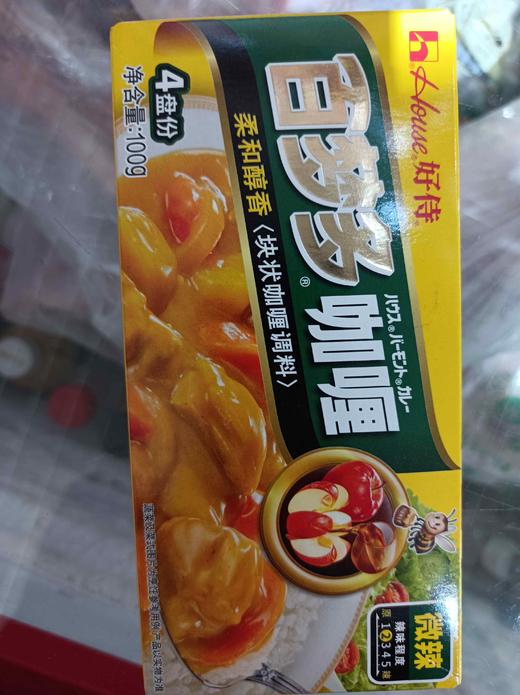 House® 好侍
百梦多®咖喱
ハウス®バーモント®カレー
柔和醇香〈块状咖喱调料〉
4盘份
净含量:100g
微辣
辣味程度
原 1 2 3 4 5 辣